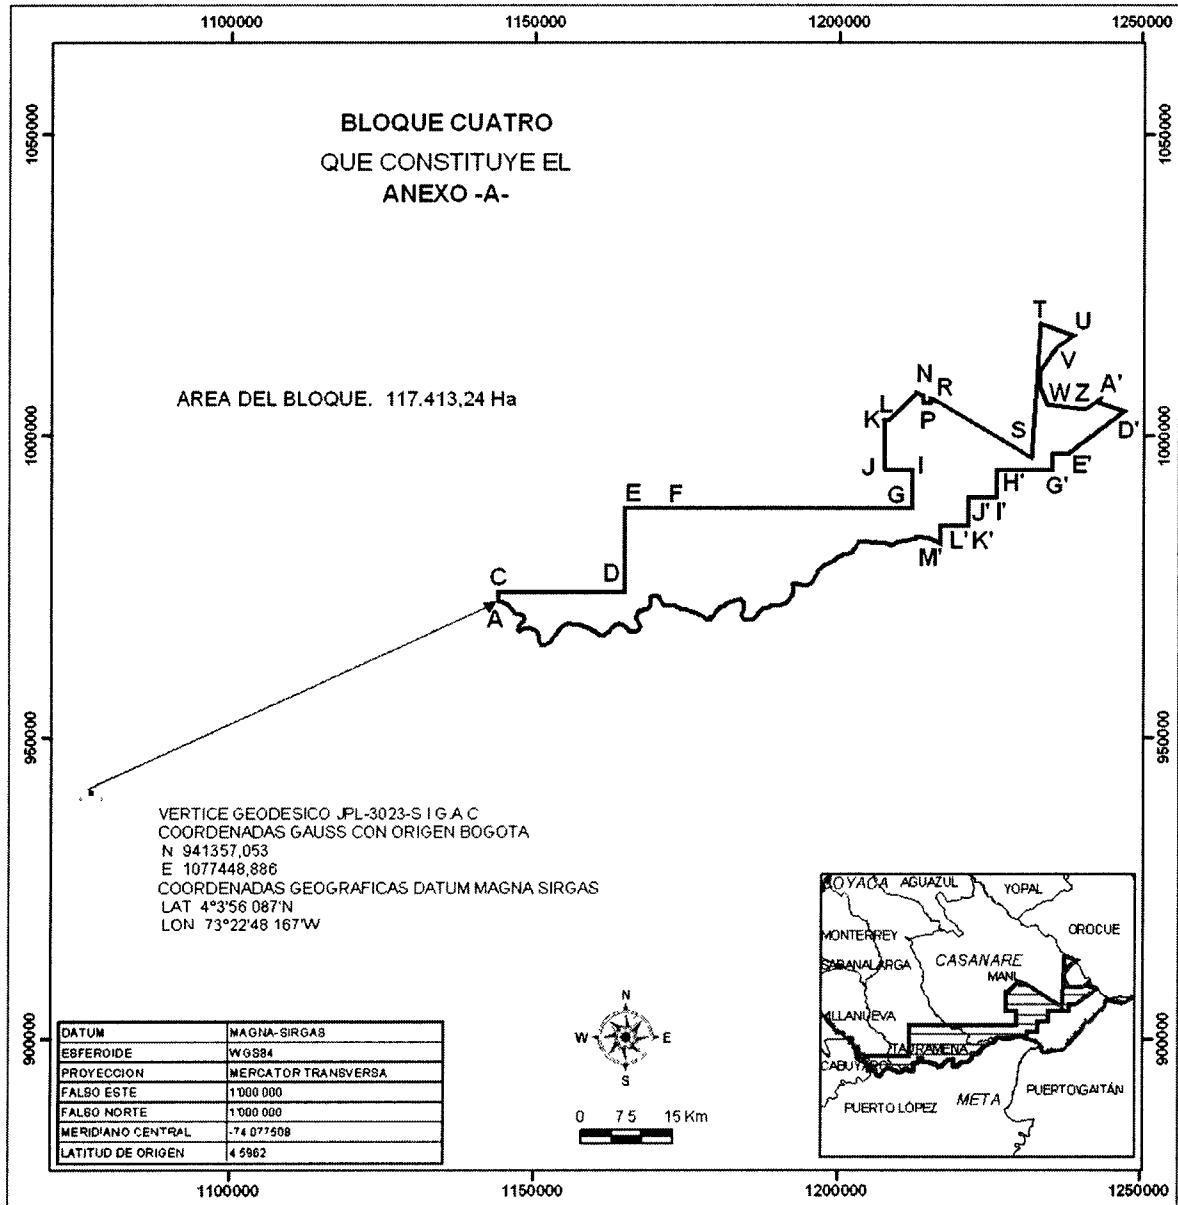 1100000
1150000
1200000
1250000
1050000
1050000
BLOQUE CUATRO
QUE CONSTITUYE EL
ANEXO -A-
AREA DEL BLOQUE. 117.413,24 Ha
1000000
1000000
T
U
V
N
R
A'
L
K
P
W
Z
S
D'
J
I
E'
H'
G'
E
F
G
J'
I'
L'
K'
M'
C
D
A
950000
950000
VERTICE GEODESICO JPL-3023-S I G A C
COORDENADAS GAUSS CON ORIGEN BOGOTA
N 941357,053
E 1077448,886
COORDENADAS GEOGRAFICAS DATUM MAGNA SIRGAS
LAT 4°3'56 087'N
LON 73°22'48 167'W
AGUAZUL
YOPAL
MONTERREY
OROCUE
SABANALARGA
CASANARE
MANI
TAURAMENA
CABUYARO
PUERTO LÓPEZ
META
PUERTO GAITÁN
N
W
E
S
0 7 5 15 Km
900000
900000
DATUM MAGNA-SIRGAS
ESFEROIDE WGS84
PROYECCION MERCATOR TRANSVERSA
FALSO ESTE 1'000 000
FALSO NORTE 1'000 000
MERIDIANO CENTRAL -74 077508
LATITUD DE ORIGEN 4 5962
1100000
1150000
1200000
1250000